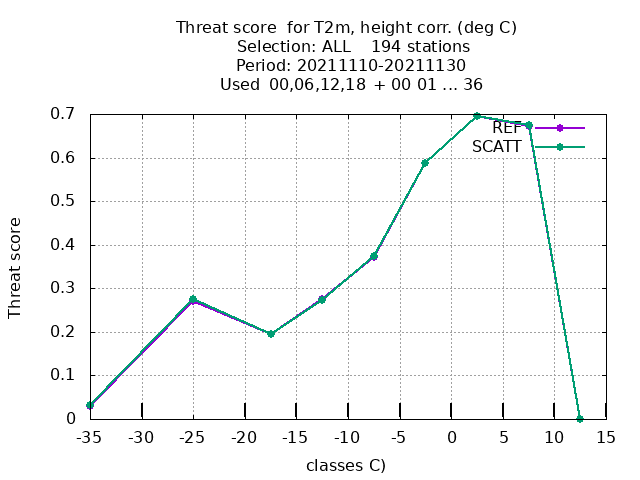 Threat score  for T2m, height corr. (deg C)
Selection: ALL    194 stations
Period: 20211110-20211130
Used  00,06,12,18  + 00 01 ... 36
REF
SCATT
Threat score
0.7
0.6
0.5
0.4
0.3
0.2
0.1
0
-35 -30 -25 -20 -15 -10 -5 0 5 10 15
classes C)